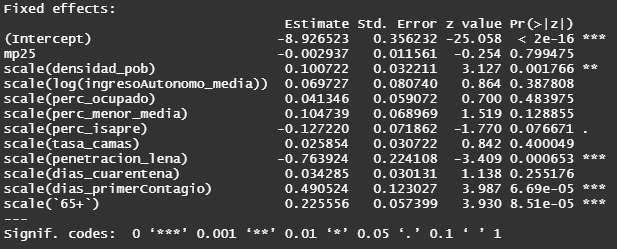 Fixed effects:
Estimate Std. Error z value Pr(>|z|)
(Intercept) -8.926523 0.356232 -25.058 < 2e-16 ***
mp25 -0.002937 0.011561 -0.254 0.799475
scale(densidad_pob) 0.100722 0.032211 3.127 0.001766 **
scale(log(ingresoAutonomo_media)) 0.069727 0.080740 0.864 0.387808
scale(perc_ocupado) 0.041346 0.059072 0.700 0.483975
scale(perc_menor_media) 0.104739 0.068969 1.519 0.128855
scale(perc_isapre) -0.127220 0.071862 -1.770 0.076671 .
scale(tasa_camas) 0.025854 0.030722 0.842 0.400049
scale(penetracion_lena) -0.763924 0.224108 -3.409 0.000653 ***
scale(dias_cuarentena) 0.034285 0.030131 1.138 0.255176
scale(dias_primerContagio) 0.490524 0.123027 3.987 6.69e-05 ***
scale(`65+`) 0.225556 0.057399 3.930 8.51e-05 ***
---
Signif. codes: 0 ‘***’ 0.001 ‘**’ 0.01 ‘*’ 0.05 ‘.’ 0.1 ‘ ’ 1